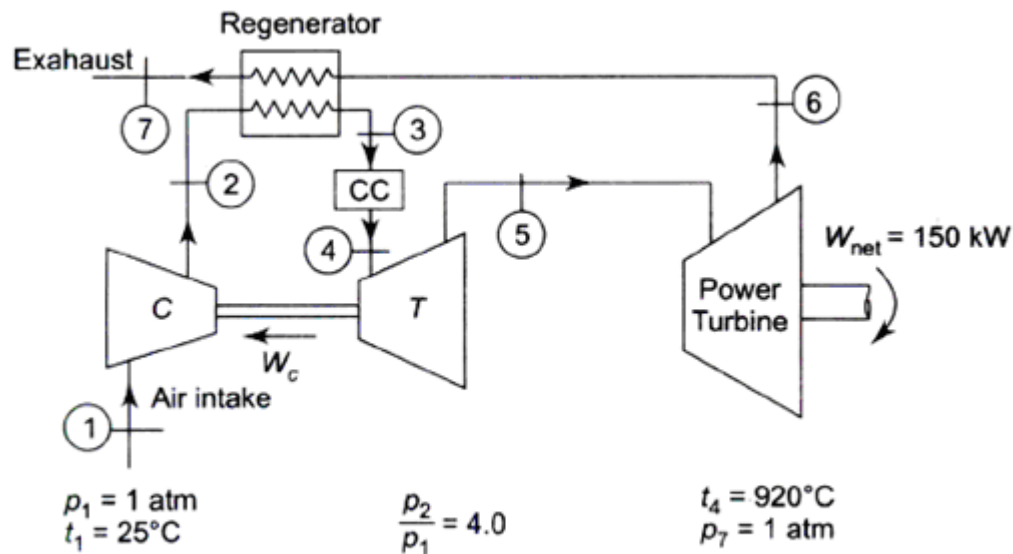 Regenerator
Exahaust
7
3
6
2
CC
5
4
W_net = 150 kW
C
T
Power
Turbine
W_c
Air intake
1
p_1 = 1 atm
t_1 = 25°C
p_2/p_1 = 4.0
t_4 = 920°C
p_7 = 1 atm